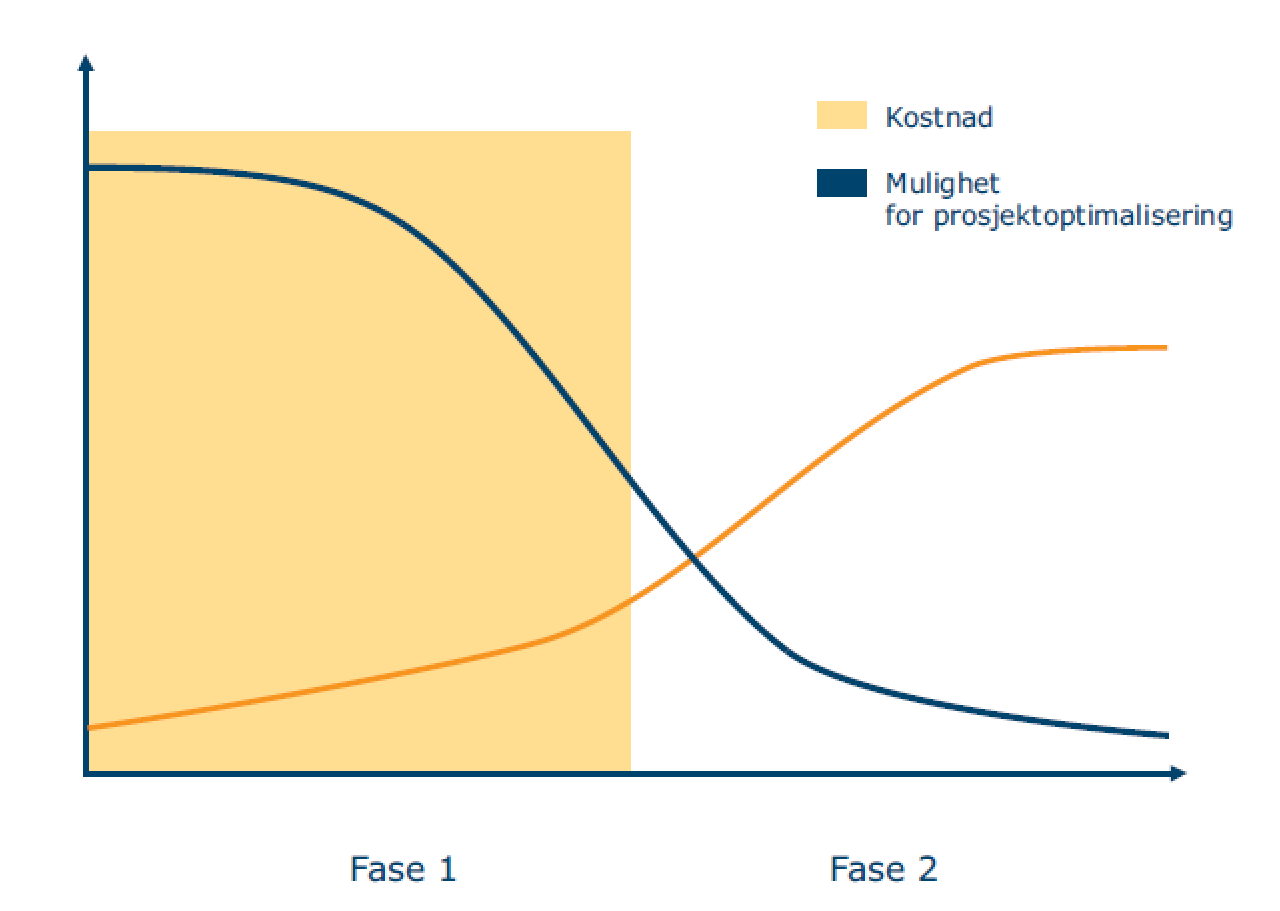 Kostnad
Mulighet
for prosjektoptimalisering
Fase 1
Fase 2